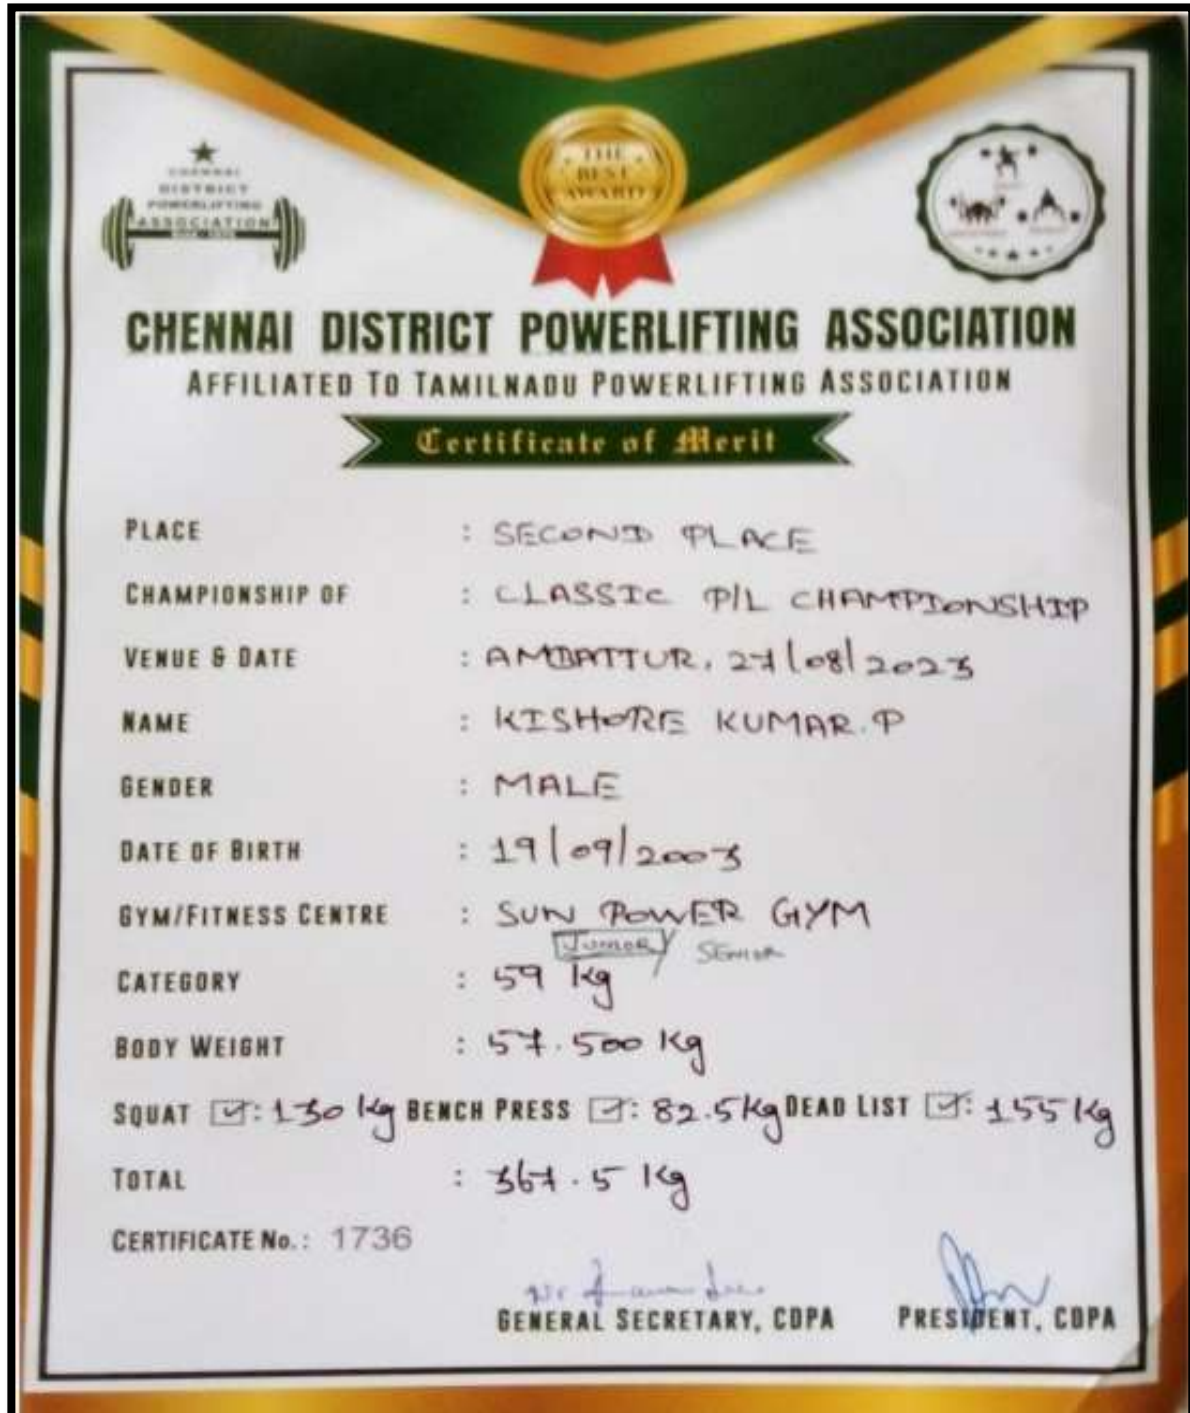 THE
BEST
AWARD
CHENNAI
DISTRICT
POWERLIFTING
ASSOCIATION
CHENNAI DISTRICT POWERLIFTING ASSOCIATION
AFFILIATED TO TAMILNADU POWERLIFTING ASSOCIATION
Certificate of Merit
PLACE : SECOND PLACE
CHAMPIONSHIP OF : CLASSIC P/L CHAMPIONSHIP
VENUE & DATE : AMBATTUR, 27/08/2023
NAME : KISHORE KUMAR. P
GENDER : MALE
DATE OF BIRTH : 19/09/2003
GYM/FITNESS CENTRE : SUN POWER GYM
JUNIOR / SENIOR
CATEGORY : 59 kg
BODY WEIGHT : 57.500 Kg
SQUAT ☑: 130 kg BENCH PRESS ☑: 82.5kg DEAD LIST ☑: 155 Kg
TOTAL : 367.5 Kg
CERTIFICATE No.: 1736
GENERAL SECRETARY, CDPA PRESIDENT, CDPA